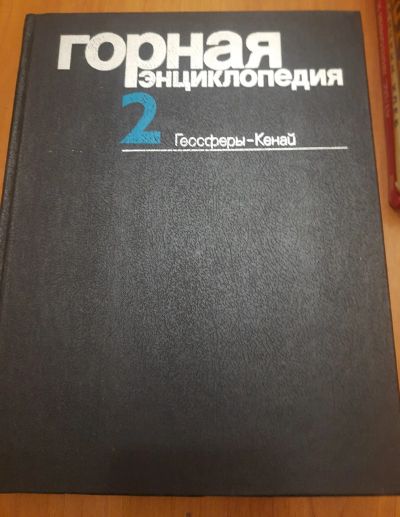 горная
энциклопедия
2
Геосферы-Кенай